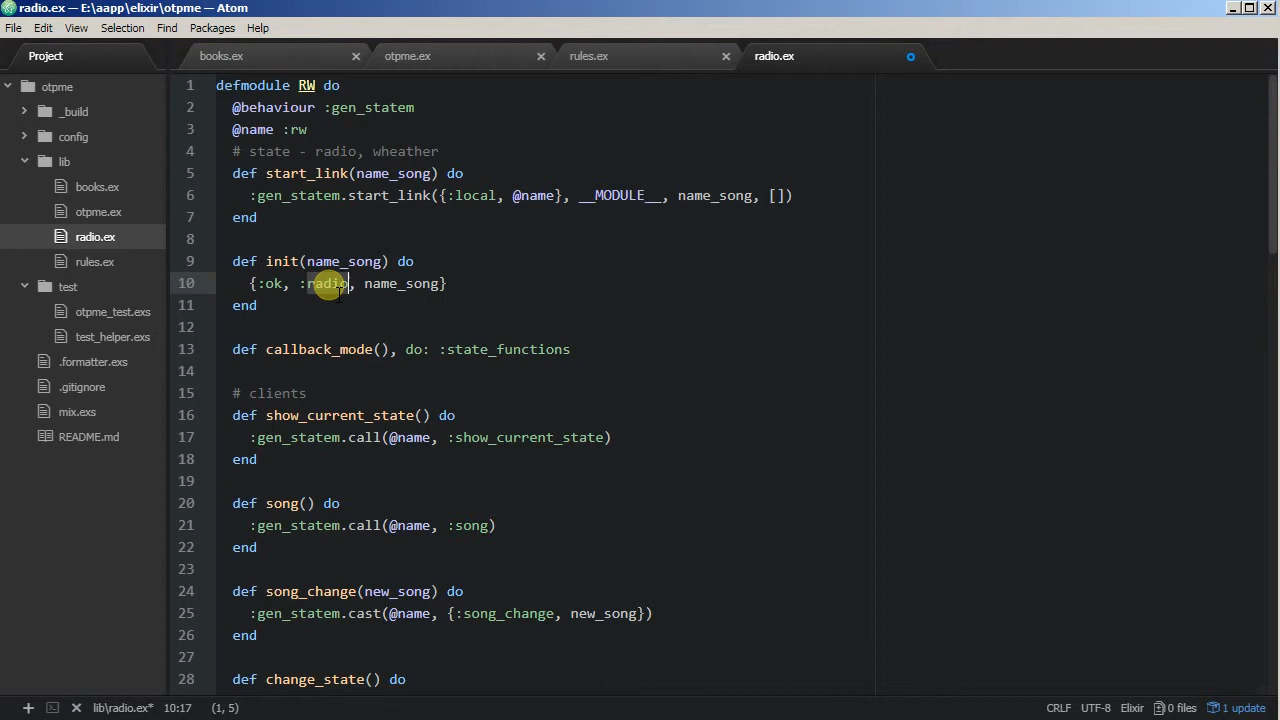 radio.ex — E:\aapp\elixir\otpme — Atom
File Edit View Selection Find Packages Help
Project
books.ex otpme.ex rules.ex radio.ex
otpme
_build
config
lib
books.ex
otpme.ex
radio.ex
rules.ex
test
otpme_test.exs
test_helper.exs
.formatter.exs
.gitignore
mix.exs
README.md
1 defmodule RW do
2 @behaviour :gen_statem
3 @name :rw
4 # state - radio, wheather
5 def start_link(name_song) do
6 :gen_statem.start_link({:local, @name}, __MODULE__, name_song, [])
7 end
8
9 def init(name_song) do
10 {:ok, :radio, name_song}
11 end
12
13 def callback_mode(), do: :state_functions
14
15 # clients
16 def show_current_state() do
17 :gen_statem.call(@name, :show_current_state)
18 end
19
20 def song() do
21 :gen_statem.call(@name, :song)
22 end
23
24 def song_change(new_song) do
25 :gen_statem.cast(@name, {:song_change, new_song})
26 end
27
28 def change_state() do
lib\radio.ex* 10:17 (1, 5) CRLF UTF-8 Elixir 0 files 1 update